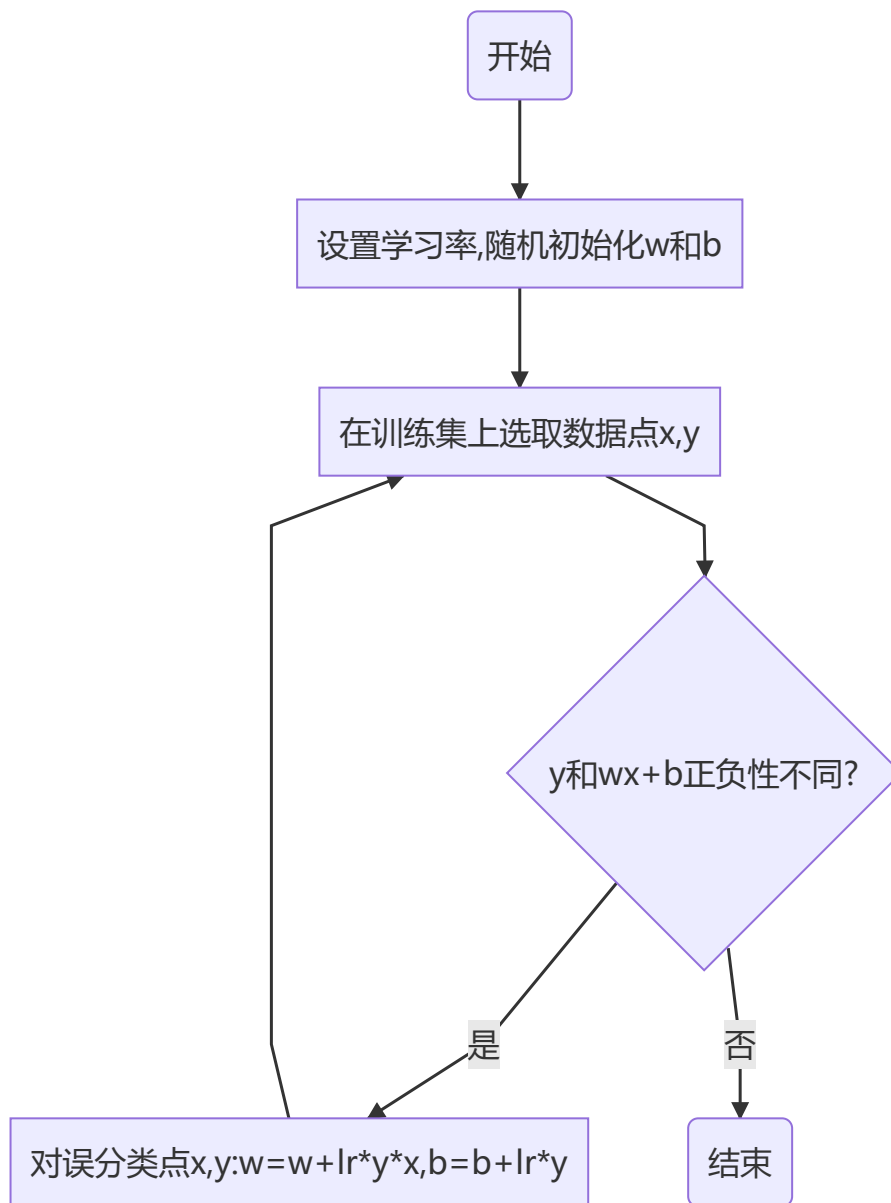 开始
设置学习率,随机初始化w和b
在训练集上选取数据点x,y
y和wx+b正负性不同?
是
否
对误分类点x,y:w=w+lr*y*x,b=b+lr*y
结束